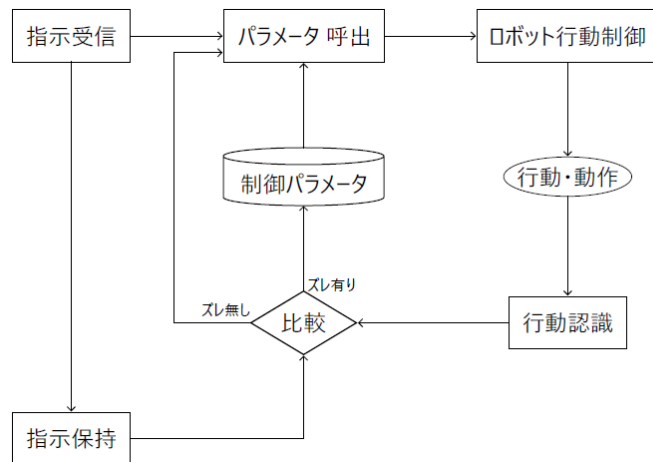 指示受信
パラメータ 呼出
ロボット行動制御
制御パラメータ
行動・動作
ズレ有り
ズレ無し
比較
行動認識
指示保持